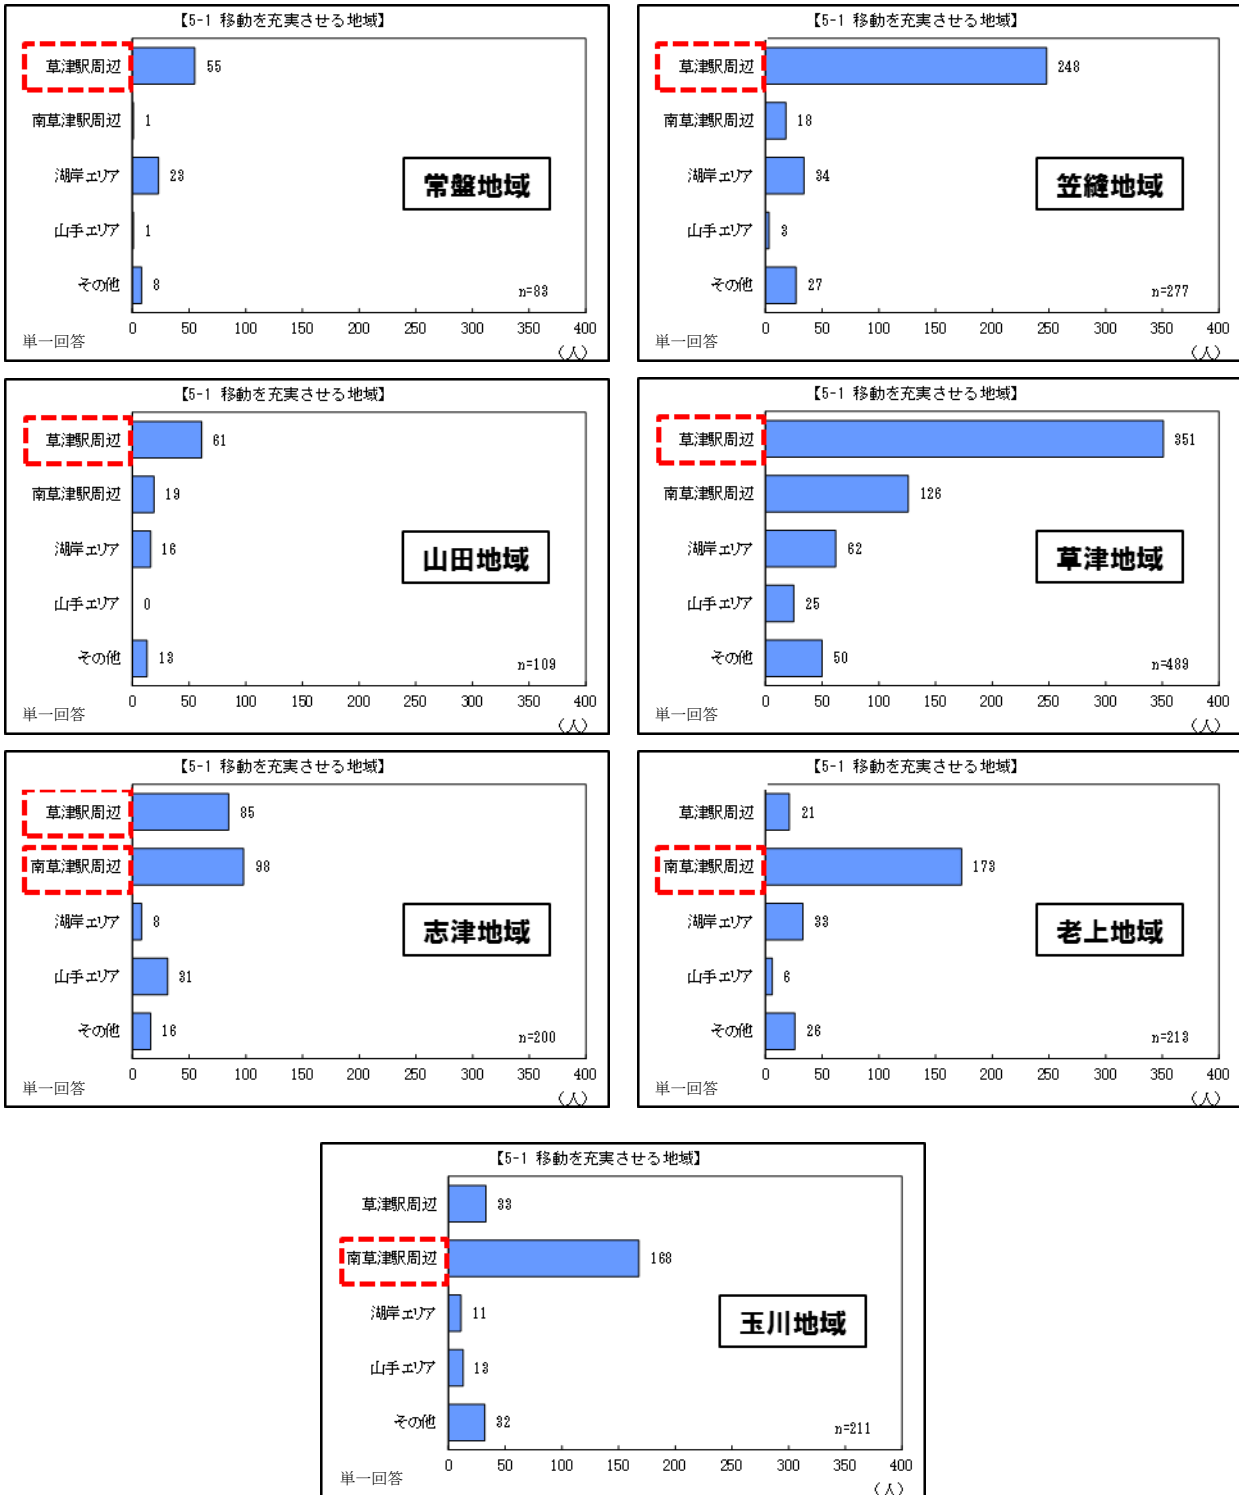 【5-1 移動を充実させる地域】
草津駅周辺 55
南草津駅周辺 1
湖岸エリア 23
山手エリア 1
その他 8
常盤地域
n=83
0 50 100 150 200 250 300 350 400
単一回答
(人)
【5-1 移動を充実させる地域】
草津駅周辺 248
南草津駅周辺 18
湖岸エリア 34
山手エリア 3
その他 27
笠縫地域
n=277
0 50 100 150 200 250 300 350 400
単一回答
(人)
【5-1 移動を充実させる地域】
草津駅周辺 61
南草津駅周辺 19
湖岸エリア 16
山手エリア 0
その他 13
山田地域
n=109
0 50 100 150 200 250 300 350 400
単一回答
(人)
【5-1 移動を充実させる地域】
草津駅周辺 351
南草津駅周辺 126
湖岸エリア 62
山手エリア 25
その他 50
草津地域
n=489
0 50 100 150 200 250 300 350 400
単一回答
(人)
【5-1 移動を充実させる地域】
草津駅周辺 85
南草津駅周辺 98
湖岸エリア 8
山手エリア 31
その他 16
志津地域
n=200
0 50 100 150 200 250 300 350 400
単一回答
(人)
【5-1 移動を充実させる地域】
草津駅周辺 21
南草津駅周辺 173
湖岸エリア 33
山手エリア 6
その他 26
老上地域
n=213
0 50 100 150 200 250 300 350 400
単一回答
(人)
【5-1 移動を充実させる地域】
草津駅周辺 33
南草津駅周辺 168
湖岸エリア 11
山手エリア 13
その他 32
玉川地域
n=211
0 50 100 150 200 250 300 350 400
単一回答
(人)